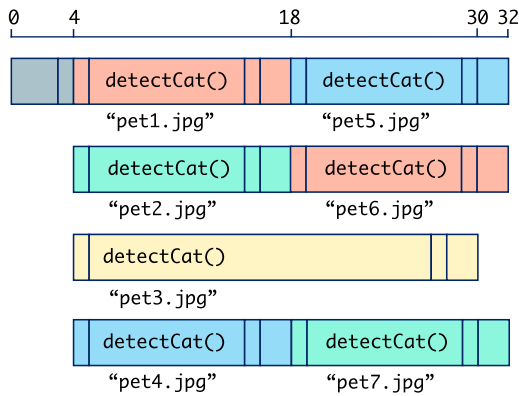 0 4 18 30 32
detectCat() detectCat()
“pet1.jpg” “pet5.jpg”
detectCat() detectCat()
“pet2.jpg” “pet6.jpg”
detectCat()
“pet3.jpg”
detectCat() detectCat()
“pet4.jpg” “pet7.jpg”